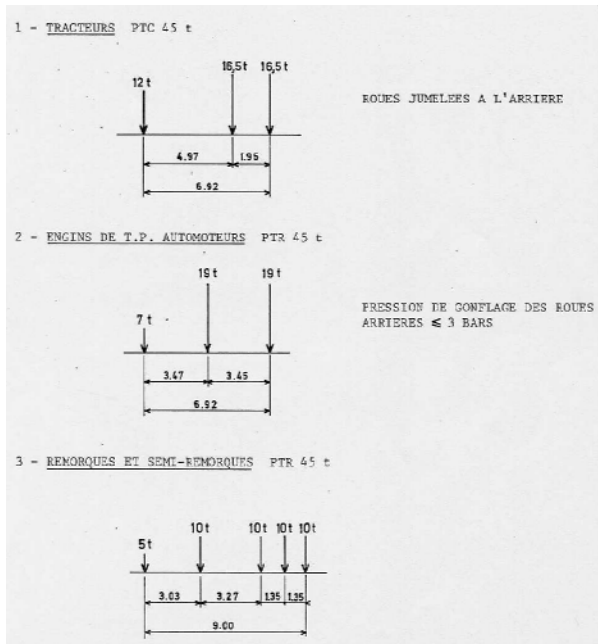 1 - TRACTEURS PTC 45 t
16,5t 16,5t
12t
ROUES JUMELEES A L'ARRIERE
4.97 1.95
6.92
2 - ENGINS DE T.P. AUTOMOTEURS PTR 45 t
19t 19t
7t
PRESSION DE GONFLAGE DES ROUES
ARRIERES ≤ 3 BARS
3.47 3.45
6.92
3 - REMORQUES ET SEMI-REMORQUES PTR 45 t
10t 10t 10t 10t
5t
3.03 3.27 1.35 1.35
9.00